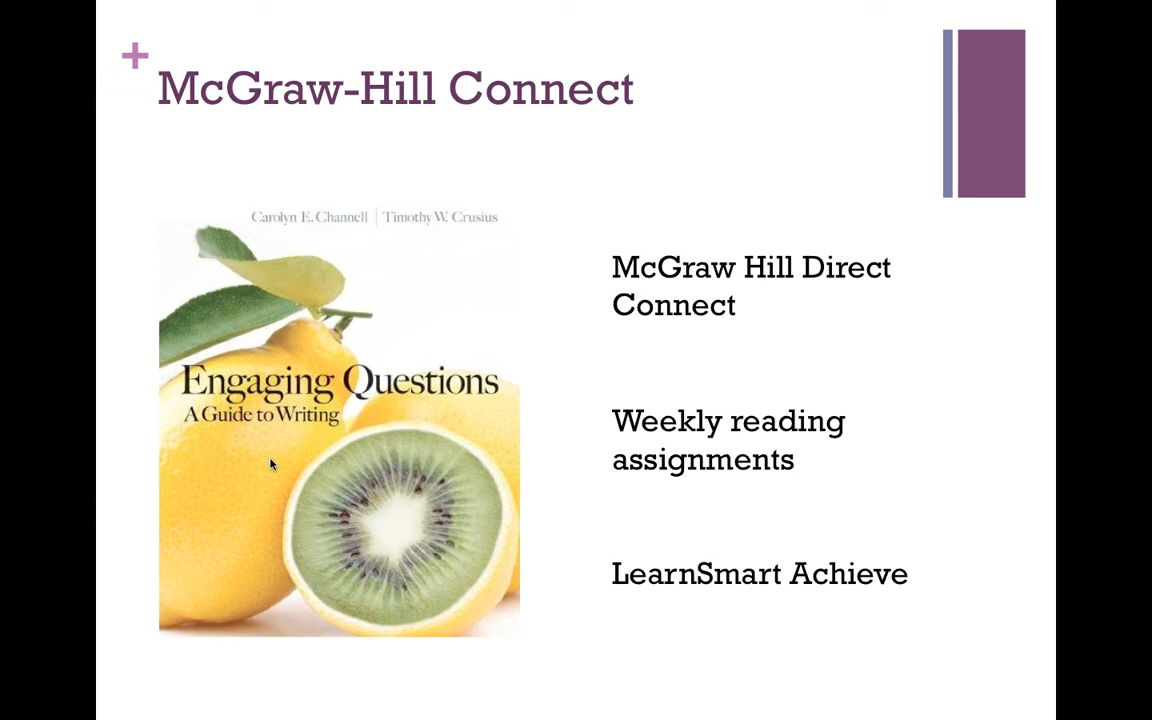 +
McGraw-Hill Connect
Carolyn E. Channell | Timothy W. Crusius
Engaging Questions
A Guide to Writing
McGraw Hill Direct
Connect
Weekly reading
assignments
LearnSmart Achieve